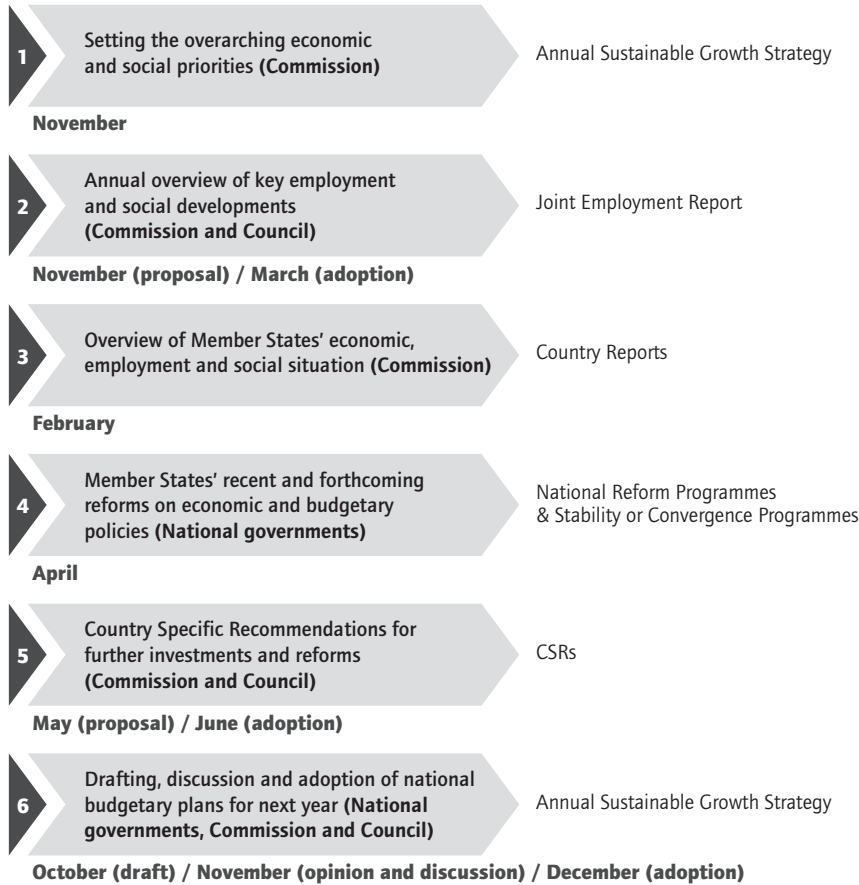 1
Setting the overarching economic
and social priorities (Commission)
Annual Sustainable Growth Strategy
November
2
Annual overview of key employment
and social developments
(Commission and Council)
Joint Employment Report
November (proposal) / March (adoption)
3
Overview of Member States’ economic,
employment and social situation (Commission)
Country Reports
February
4
Member States’ recent and forthcoming
reforms on economic and budgetary
policies (National governments)
National Reform Programmes
& Stability or Convergence Programmes
April
5
Country Specific Recommendations for
further investments and reforms
(Commission and Council)
CSRs
May (proposal) / June (adoption)
6
Drafting, discussion and adoption of national
budgetary plans for next year (National
governments, Commission and Council)
Annual Sustainable Growth Strategy
October (draft) / November (opinion and discussion) / December (adoption)